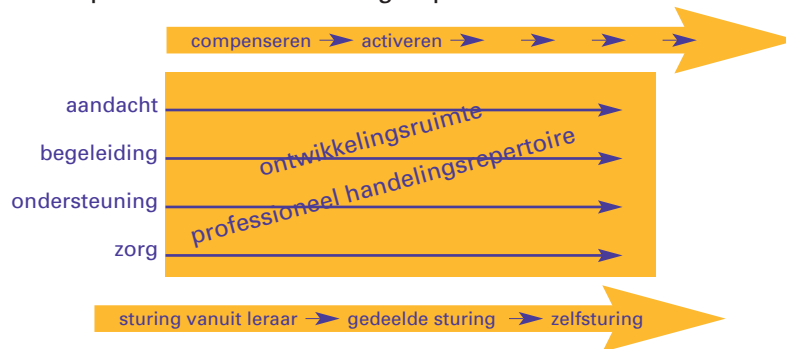 compenseren activeren
aandacht
begeleiding
ondersteuning
zorg
ontwikkelingsruimte
professioneel handelingsrepertoire
sturing vanuit leraar gedeelde sturing zelfsturing